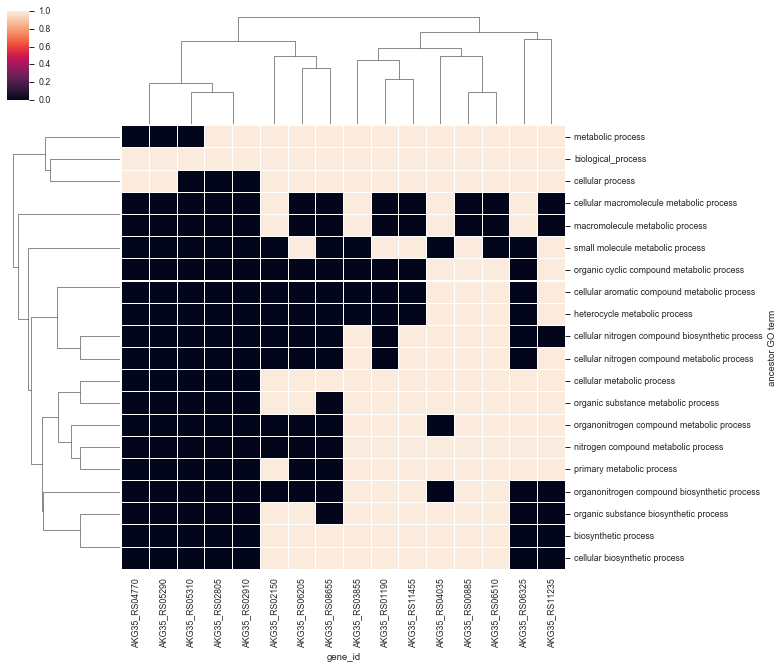 1.0
0.8
0.6
0.4
0.2
0.0
metabolic process
biological_process
cellular process
cellular macromolecule metabolic process
macromolecule metabolic process
small molecule metabolic process
organic cyclic compound metabolic process
cellular aromatic compound metabolic process
heterocycle metabolic process
cellular nitrogen compound biosynthetic process
cellular nitrogen compound metabolic process
cellular metabolic process
organic substance metabolic process
organonitrogen compound metabolic process
nitrogen compound metabolic process
primary metabolic process
organonitrogen compound biosynthetic process
organic substance biosynthetic process
biosynthetic process
cellular biosynthetic process
ancestor GO term
AKG35_RS04770
AKG35_RS05290
AKG35_RS05310
AKG35_RS02805
AKG35_RS02910
AKG35_RS02150
AKG35_RS06205
AKG35_RS08655
AKG35_RS03855
AKG35_RS01190
AKG35_RS11455
AKG35_RS04035
AKG35_RS00885
AKG35_RS06510
AKG35_RS06325
AKG35_RS11235
gene_id